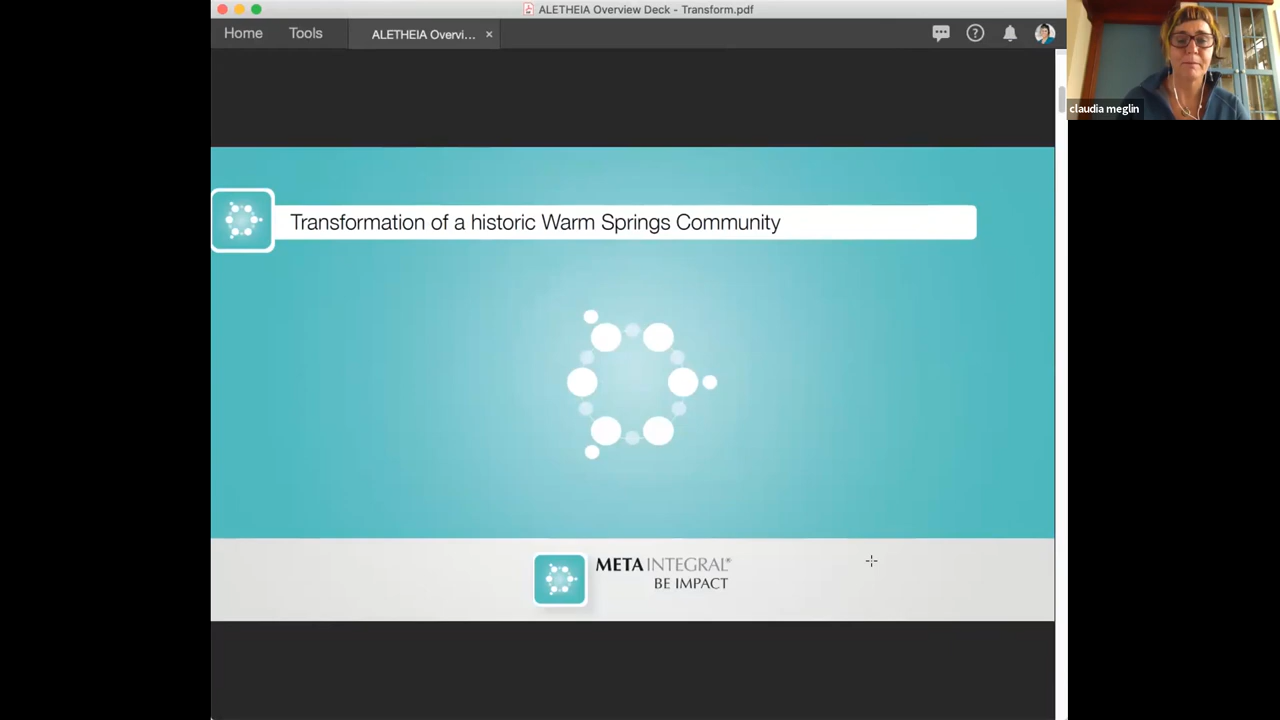 ALETHEIA Overview Deck - Transform.pdf
Home
Tools
ALETHEIA Overvi... ×
claudia meglin
Transformation of a historic Warm Springs Community
META INTEGRAL®
BE IMPACT